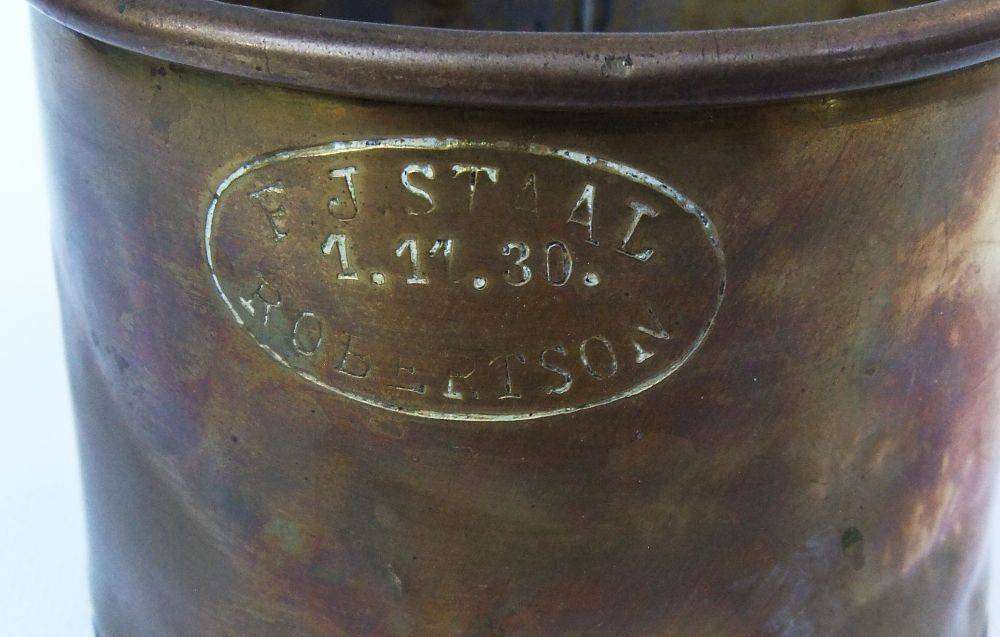 P J STAAL
1.11.30.
ROBERTSON